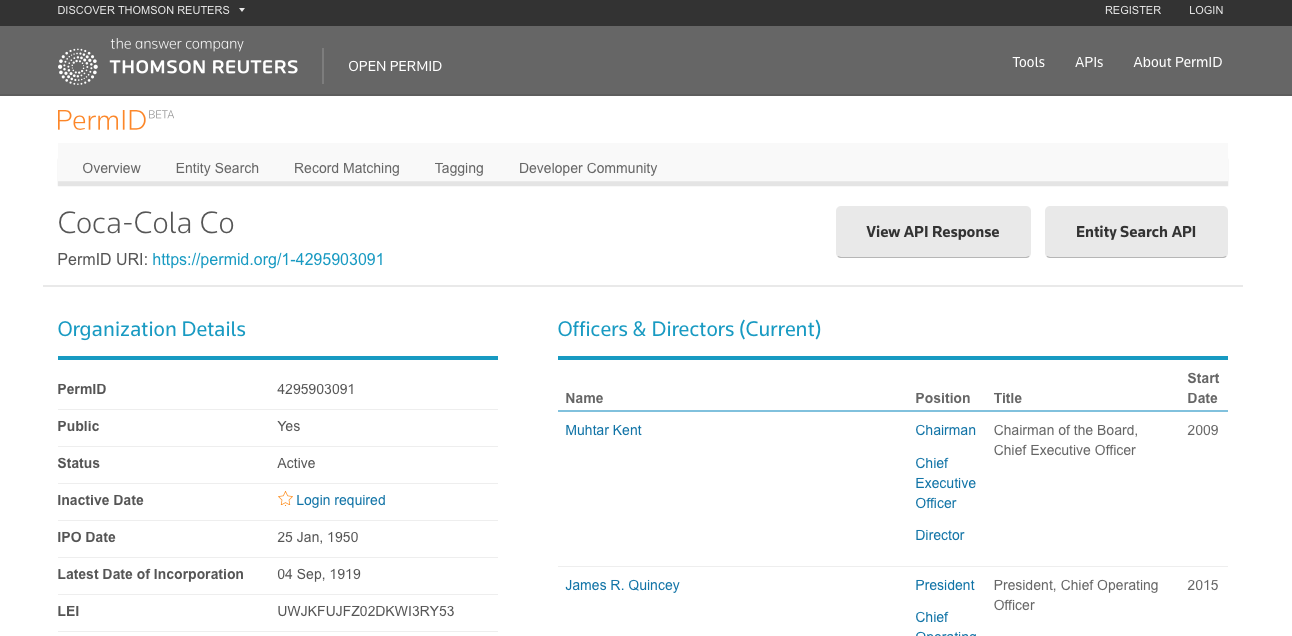 DISCOVER THOMSON REUTERS
REGISTER LOGIN
the answer company
THOMSON REUTERS
OPEN PERMID
Tools APIs About PermID
PermID BETA
Overview Entity Search Record Matching Tagging Developer Community
Coca-Cola Co
PermID URI: https://permid.org/1-4295903091
View API Response Entity Search API
Organization Details
PermID 4295903091
Public Yes
Status Active
Inactive Date Login required
IPO Date 25 Jan, 1950
Latest Date of Incorporation 04 Sep, 1919
LEI UWJKFUJFZ02DKWI3RY53
Officers & Directors (Current)
Name Position Title Start Date
Muhtar Kent Chairman Chairman of the Board, 2009
Chief Executive Officer
Chief
Executive
Officer
Director
James R. Quincey President President, Chief Operating 2015
Officer
Chief
Operating